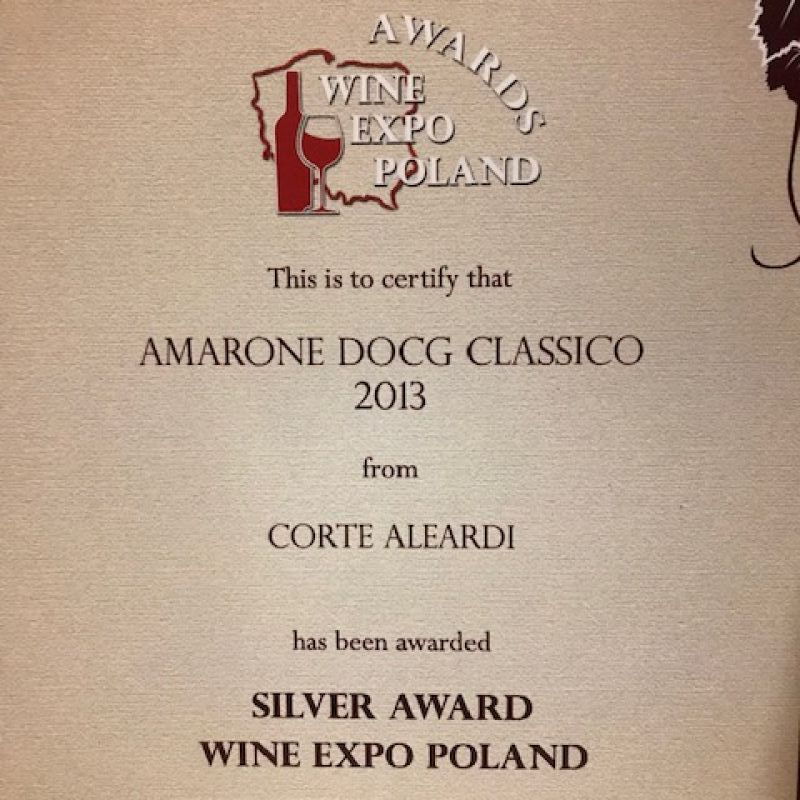 AWARDS
WINE
EXPO
POLAND
This is to certify that
AMARONE DOCG CLASSICO
2013
from
CORTE ALEARDI
has been awarded
SILVER AWARD
WINE EXPO POLAND